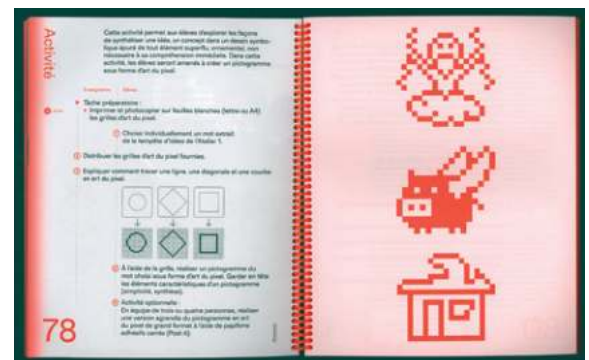 Activité
Cette activité permet aux élèves d'explorer les façons
de synthétiser une idée, un concept dans un dessin symbo-
lique épuré de tout élément superflu, ornemental, non
nécessaire à sa compréhension immédiate. Dans cette
activité, les élèves seront amenés à créer un pictogramme
sous forme d'art du pixel.
Élèves
Tâche préparatoire :
Imprimer et photocopier sur feuilles blanches (lettre ou A4)
les grilles d'art du pixel.
Choisir individuellement un mot extrait
de la tempête d'idées de l'Atelier 1.
Distribuer les grilles d'art du pixel fournies.
Expliquer comment tracer une ligne, une diagonale et une courbe
en art du pixel.
À l'aide de la grille, réaliser un pictogramme du
mot choisi sous forme d'art du pixel. Garder en tête
les éléments caractéristiques d'un pictogramme
(simplicité, synthèse).
Activité optionnelle :
En équipe de trois ou quatre personnes, réaliser
une version agrandie du pictogramme en art
du pixel de grand format à l'aide de papillons
adhésifs carrés (Post-it).
78